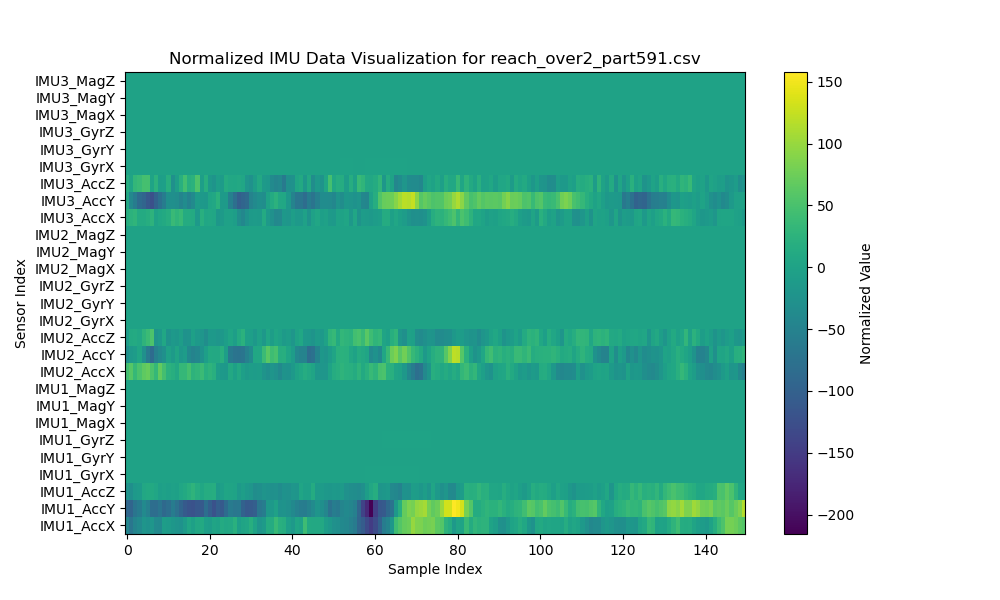 Normalized IMU Data Visualization for reach_over2_part591.csv
IMU3_MagZ
IMU3_MagY
IMU3_MagX
IMU3_GyrZ
IMU3_GyrY
IMU3_GyrX
IMU3_AccZ
IMU3_AccY
IMU3_AccX
IMU2_MagZ
IMU2_MagY
IMU2_MagX
IMU2_GyrZ
IMU2_GyrY
IMU2_GyrX
IMU2_AccZ
IMU2_AccY
IMU2_AccX
IMU1_MagZ
IMU1_MagY
IMU1_MagX
IMU1_GyrZ
IMU1_GyrY
IMU1_GyrX
IMU1_AccZ
IMU1_AccY
IMU1_AccX
Sensor Index
0 20 40 60 80 100 120 140
Sample Index
150
100
50
0
−50
−100
−150
−200
Normalized Value